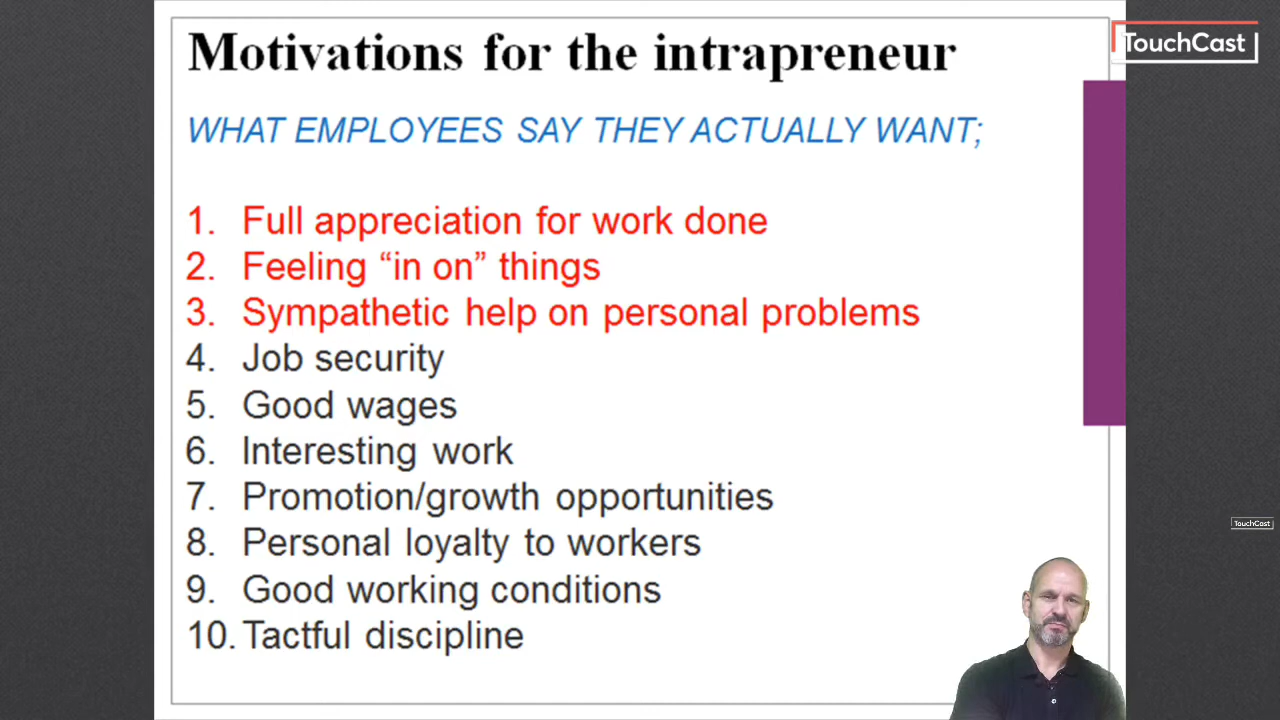 Motivations for the intrapreneur
TouchCast
WHAT EMPLOYEES SAY THEY ACTUALLY WANT;
1. Full appreciation for work done
2. Feeling “in on” things
3. Sympathetic help on personal problems
4. Job security
5. Good wages
6. Interesting work
7. Promotion/growth opportunities
8. Personal loyalty to workers
9. Good working conditions
10. Tactful discipline
TouchCast